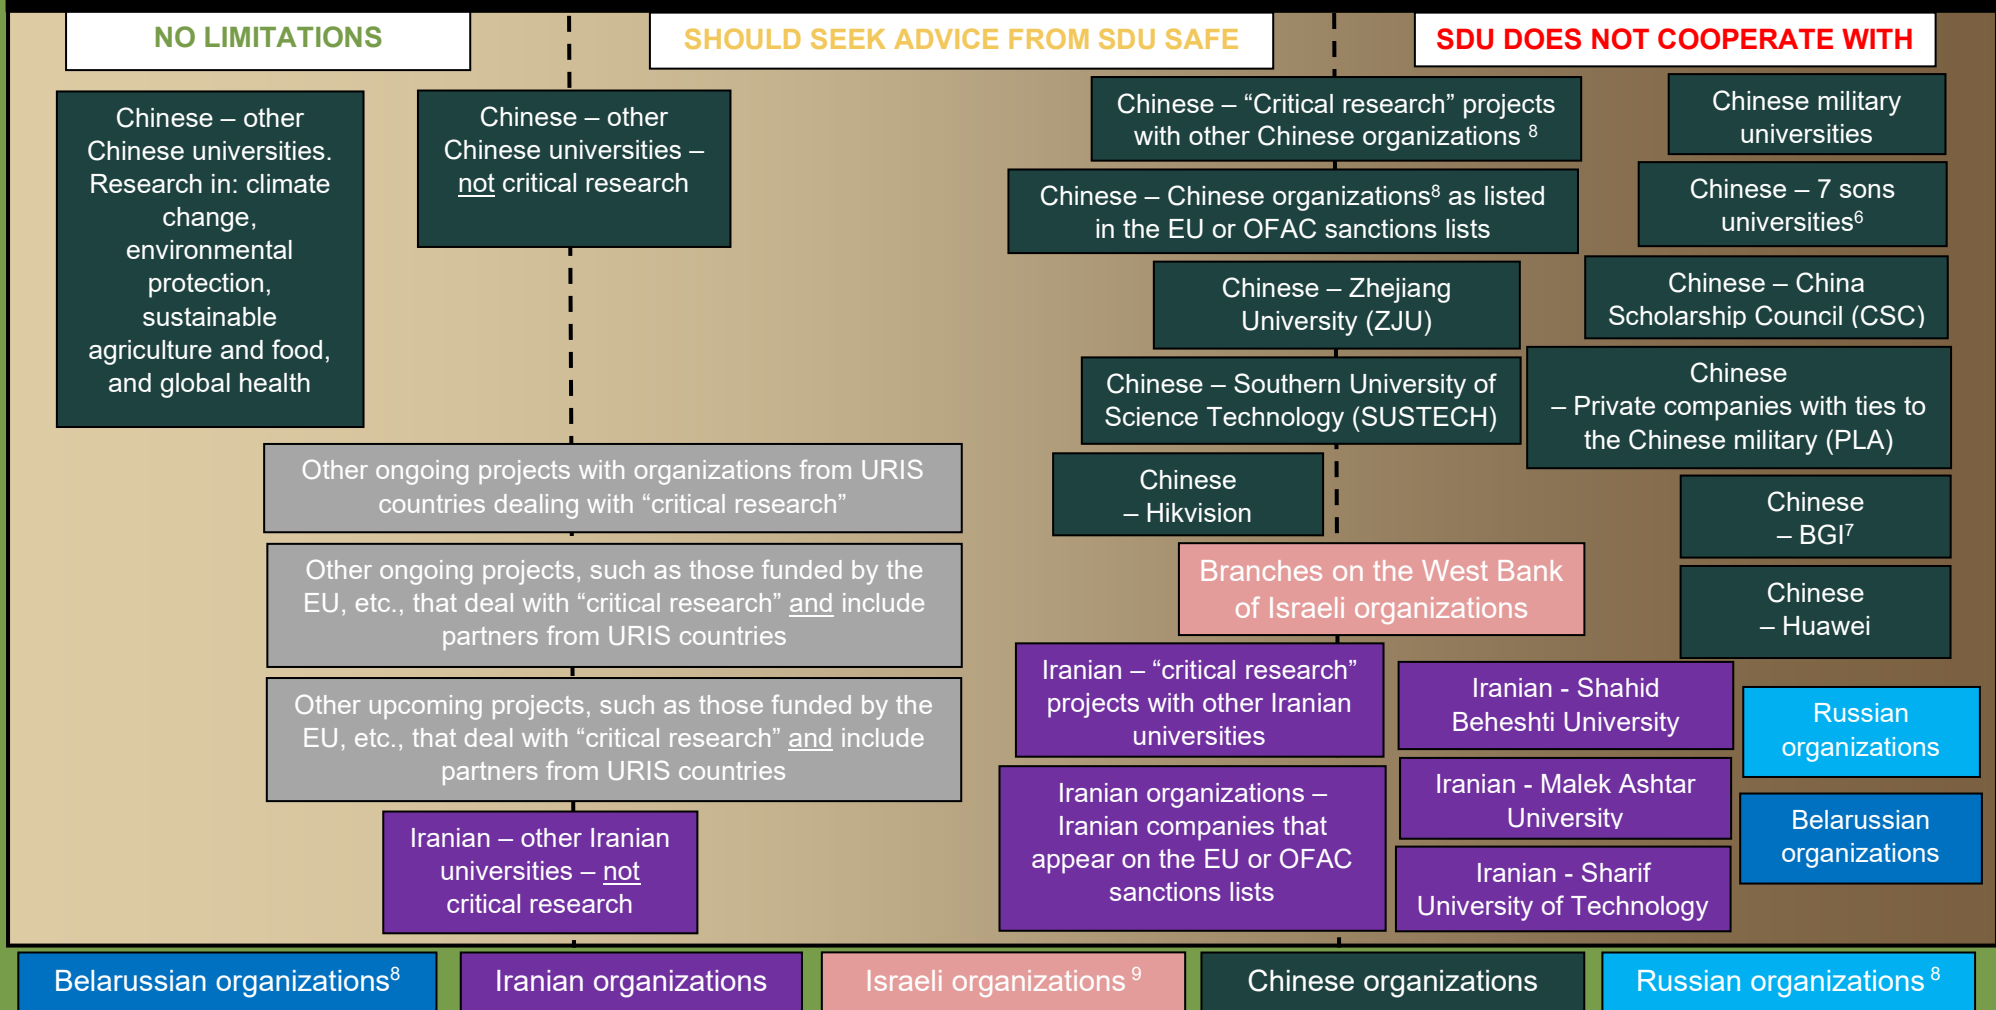 NO LIMITATIONS
SHOULD SEEK ADVICE FROM SDU SAFE
SDU DOES NOT COOPERATE WITH
Chinese – other
Chinese universities.
Research in: climate
change,
environmental
protection,
sustainable
agriculture and food,
and global health
Chinese – other
Chinese universities –
not critical research
Chinese – “Critical research” projects
with other Chinese organizations ⁸
Chinese military
universities
Chinese – Chinese organizations⁸ as listed
in the EU or OFAC sanctions lists
Chinese – 7 sons
universities⁶
Chinese – Zhejiang
University (ZJU)
Chinese – China
Scholarship Council (CSC)
Chinese – Southern University of
Science Technology (SUSTECH)
Chinese
– Private companies with ties to
the Chinese military (PLA)
Other ongoing projects with organizations from URIS
countries dealing with “critical research”
Chinese
– Hikvision
Chinese
– BGI⁷
Other ongoing projects, such as those funded by the
EU, etc., that deal with “critical research” and include
partners from URIS countries
Branches on the West Bank
of Israeli organizations
Chinese
– Huawei
Other upcoming projects, such as those funded by the
EU, etc., that deal with “critical research” and include
partners from URIS countries
Iranian – “critical research”
projects with other Iranian
universities
Iranian - Shahid
Beheshti University
Russian
organizations
Iranian – other Iranian
universities – not
critical research
Iranian organizations –
Iranian companies that
appear on the EU or OFAC
sanctions lists
Iranian - Malek Ashtar
University
Belarussian
organizations
Iranian - Sharif
University of Technology
Belarussian organizations⁸
Iranian organizations
Israeli organizations ⁹
Chinese organizations
Russian organizations ⁸